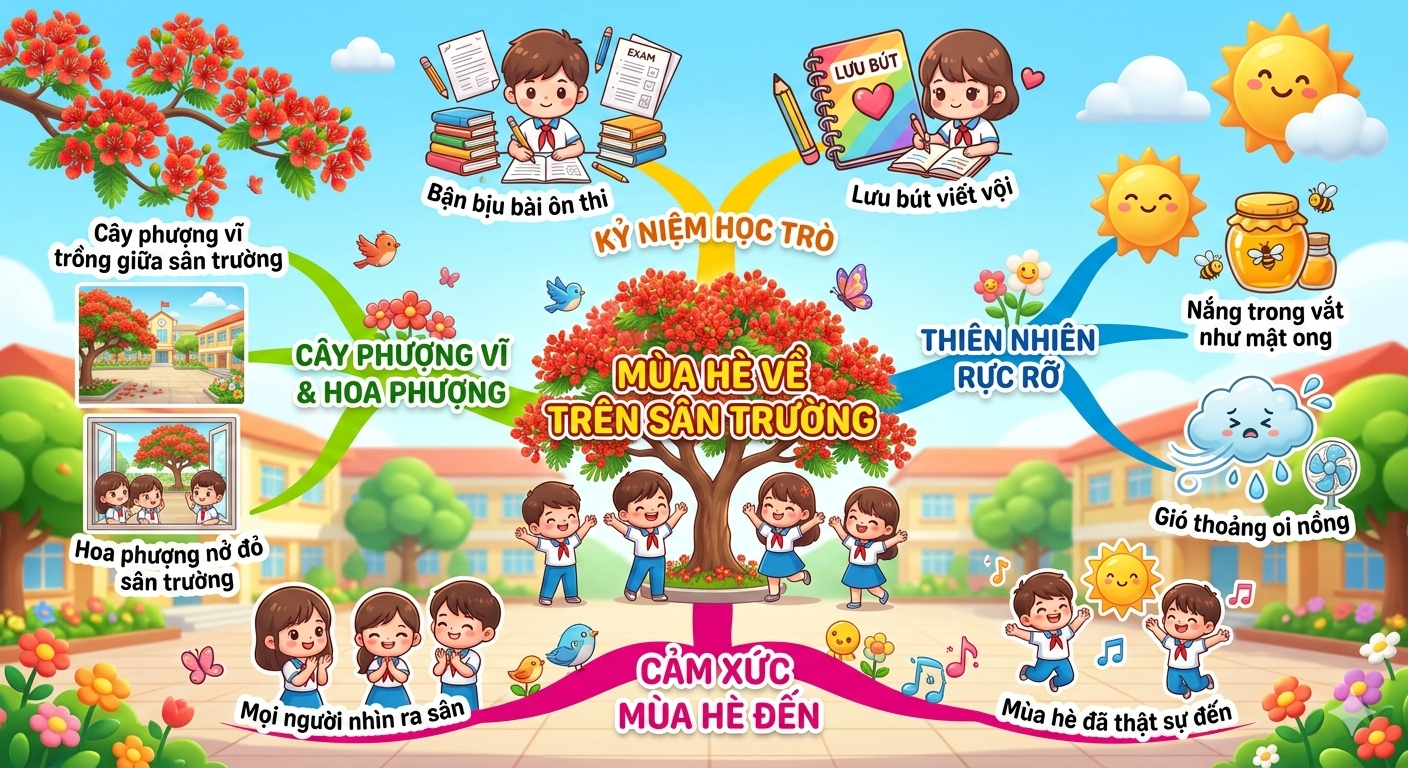 EXAM
LƯU BÚT
Bận bịu bài ôn thi
Lưu bút viết vội
KỶ NIỆM HỌC TRÒ
Cây phượng vĩ
trồng giữa sân trường
CÂY PHƯỢNG VĨ
& HOA PHƯỢNG
Hoa phượng nở đỏ
sân trường
MÙA HÈ VỀ
TRÊN SÂN TRƯỜNG
THIÊN NHIÊN
RỰC RỠ
Nắng trong vắt
như mật ong
Gió thoảng oi nồng
CẢM XÚC
MÙA HÈ ĐẾN
Mọi người nhìn ra sân
Mùa hè đã thật sự đến